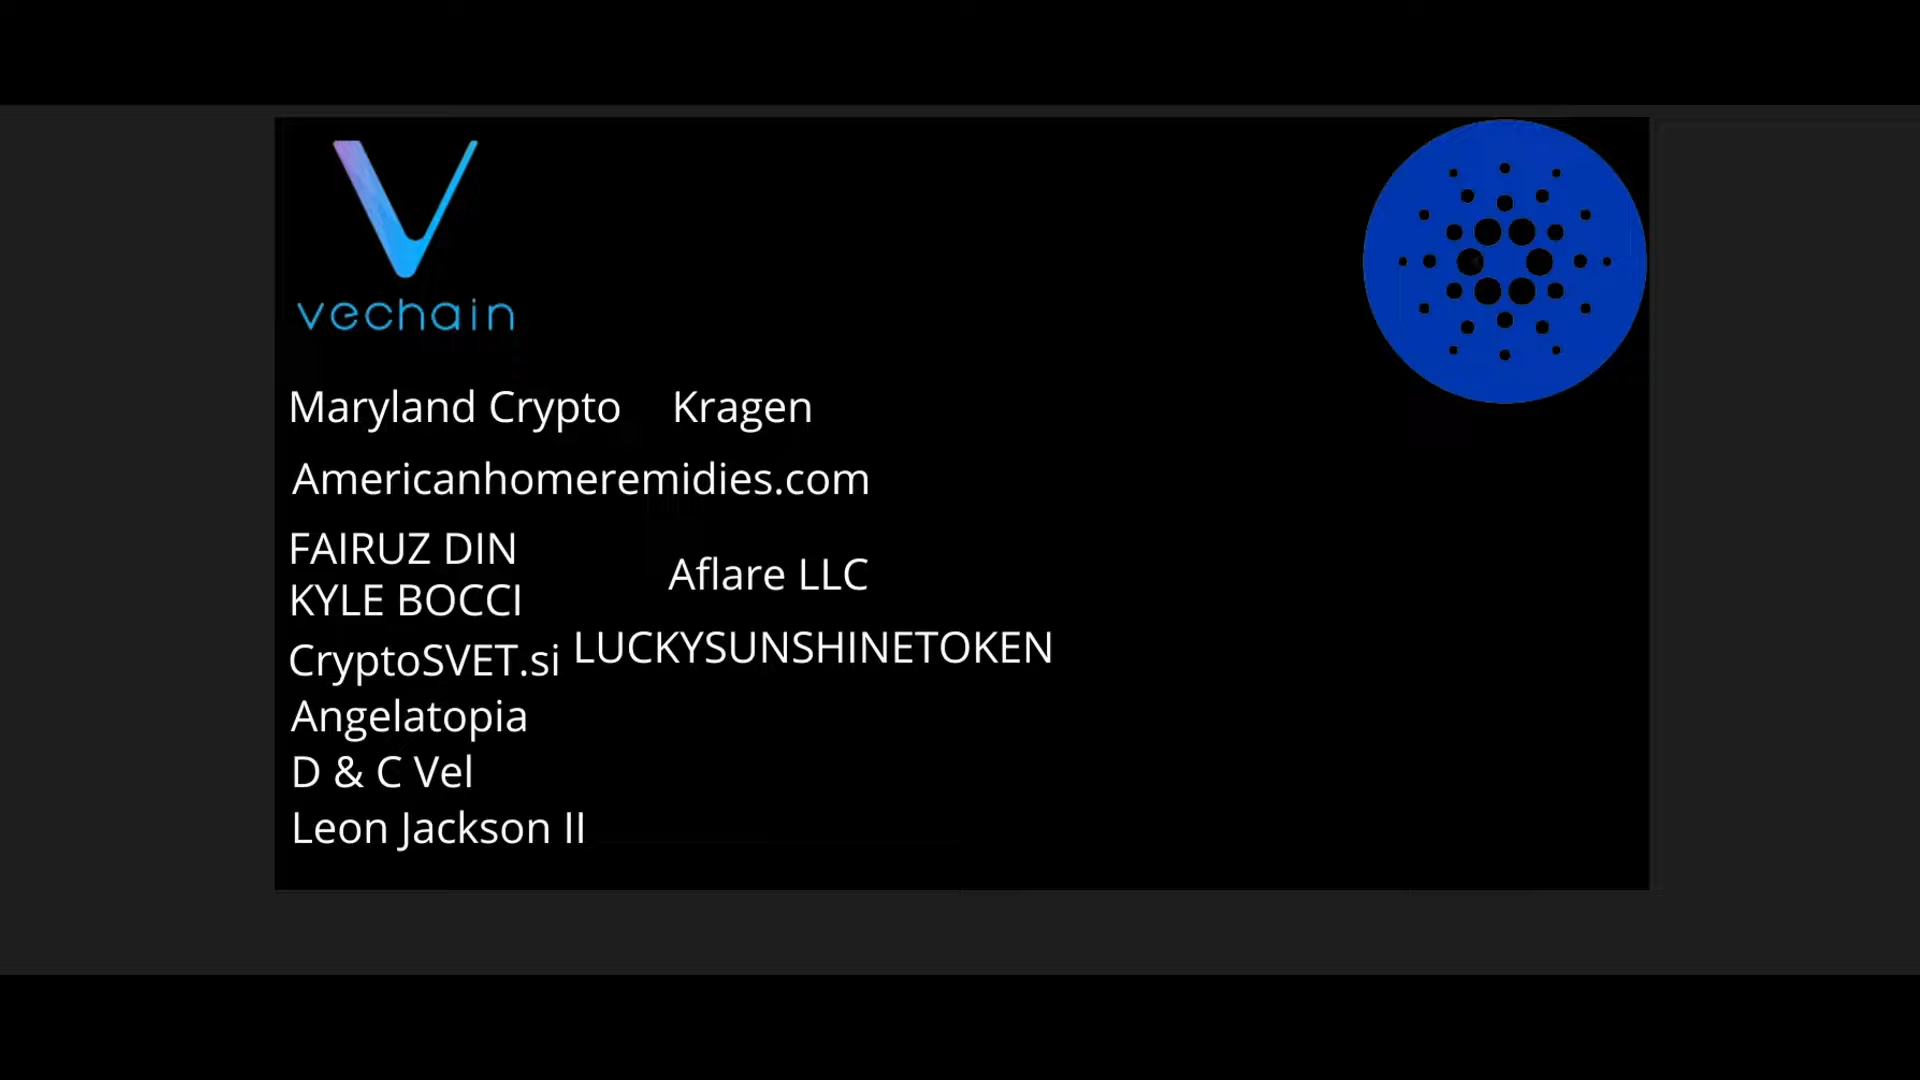 vechain
Maryland Crypto Kragen
Americanhomeremidies.com
FAIRUZ DIN
Aflare LLC
KYLE BOCCI
CryptoSVET.si LUCKYSUNSHINETOKEN
Angelatopia
D & C Vel
Leon Jackson II